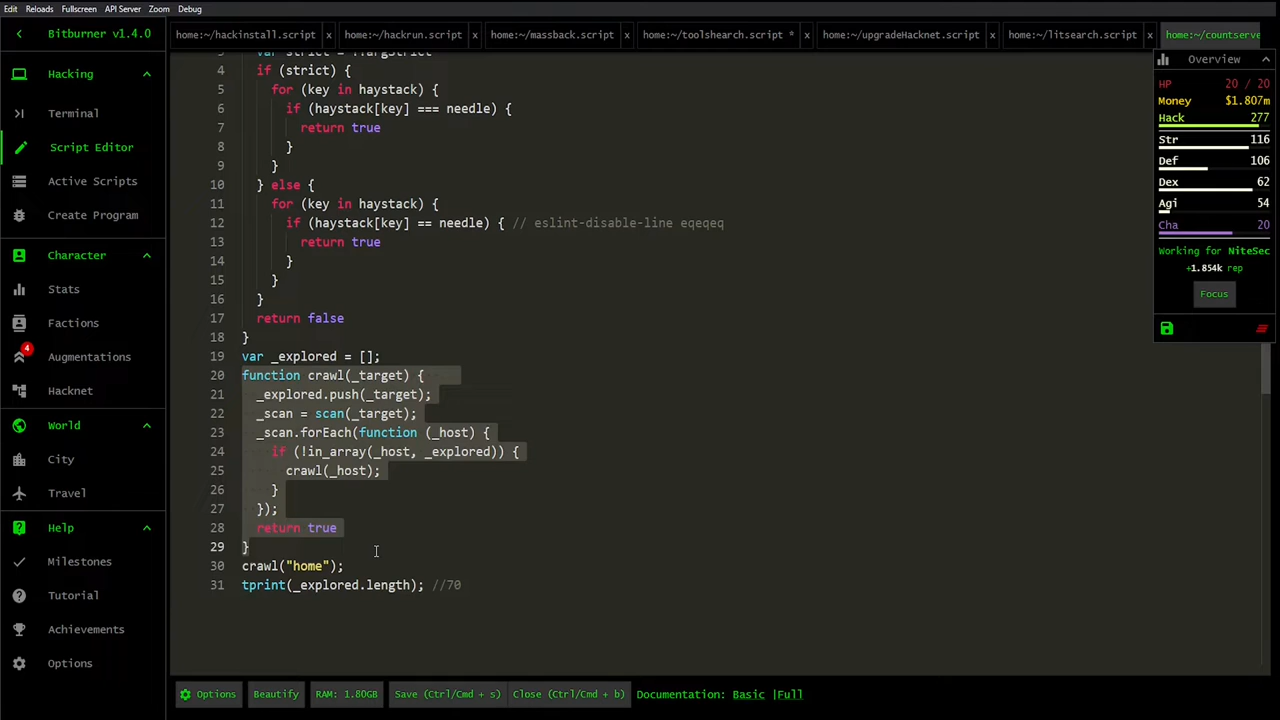 Edit Reloads Fullscreen API Server Zoom Debug
Bitburner v1.4.0
Hacking
Terminal
Script Editor
Active Scripts
Create Program
Character
Stats
Factions
4
Augmentations
Hacknet
World
City
Travel
Help
Milestones
Tutorial
Achievements
Options
home:~/hackinstall.script x home:~/hackrun.script x home:~/massback.script x home:~/toolshearch.script * x home:~/upgradeHacknet.script x home:~/litsearch.script x home:~/countserve
4 if (strict) {
5 for (key in haystack) {
6 if (haystack[key] === needle) {
7 return true
8 }
9 }
10 } else {
11 for (key in haystack) {
12 if (haystack[key] == needle) { // eslint-disable-line eqeqeq
13 return true
14 }
15 }
16 }
17 return false
18 }
19 var _explored = [];
20 function crawl(_target) {
21 _explored.push(_target);
22 _scan = scan(_target);
23 _scan.forEach(function (_host) {
24 if (!in_array(_host, _explored)) {
25 crawl(_host);
26 }
27 });
28 return true
29 }
30 crawl("home");
31 tprint(_explored.length); //70
Options Beautify RAM: 1.80GB Save (Ctrl/Cmd + s) Close (Ctrl/Cmd + b) Documentation: Basic |Full
Overview
HP 20 / 20
Money $1.807m
Hack 277
Str 116
Def 106
Dex 62
Agi 54
Cha 20
Working for NiteSec
+1.854k rep
Focus